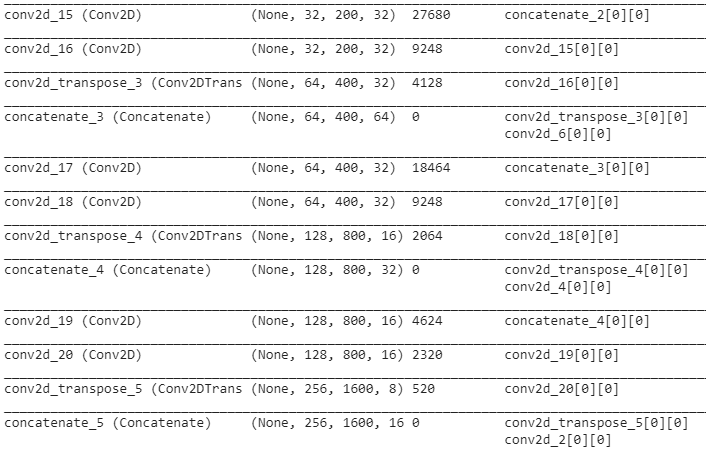 conv2d_15 (Conv2D) (None, 32, 200, 32) 27680 concatenate_2[0][0]
conv2d_16 (Conv2D) (None, 32, 200, 32) 9248 conv2d_15[0][0]
conv2d_transpose_3 (Conv2DTrans (None, 64, 400, 32) 4128 conv2d_16[0][0]
concatenate_3 (Concatenate) (None, 64, 400, 64) 0 conv2d_transpose_3[0][0]
conv2d_6[0][0]
conv2d_17 (Conv2D) (None, 64, 400, 32) 18464 concatenate_3[0][0]
conv2d_18 (Conv2D) (None, 64, 400, 32) 9248 conv2d_17[0][0]
conv2d_transpose_4 (Conv2DTrans (None, 128, 800, 16) 2064 conv2d_18[0][0]
concatenate_4 (Concatenate) (None, 128, 800, 32) 0 conv2d_transpose_4[0][0]
conv2d_4[0][0]
conv2d_19 (Conv2D) (None, 128, 800, 16) 4624 concatenate_4[0][0]
conv2d_20 (Conv2D) (None, 128, 800, 16) 2320 conv2d_19[0][0]
conv2d_transpose_5 (Conv2DTrans (None, 256, 1600, 8) 520 conv2d_20[0][0]
concatenate_5 (Concatenate) (None, 256, 1600, 16 0 conv2d_transpose_5[0][0]
conv2d_2[0][0]